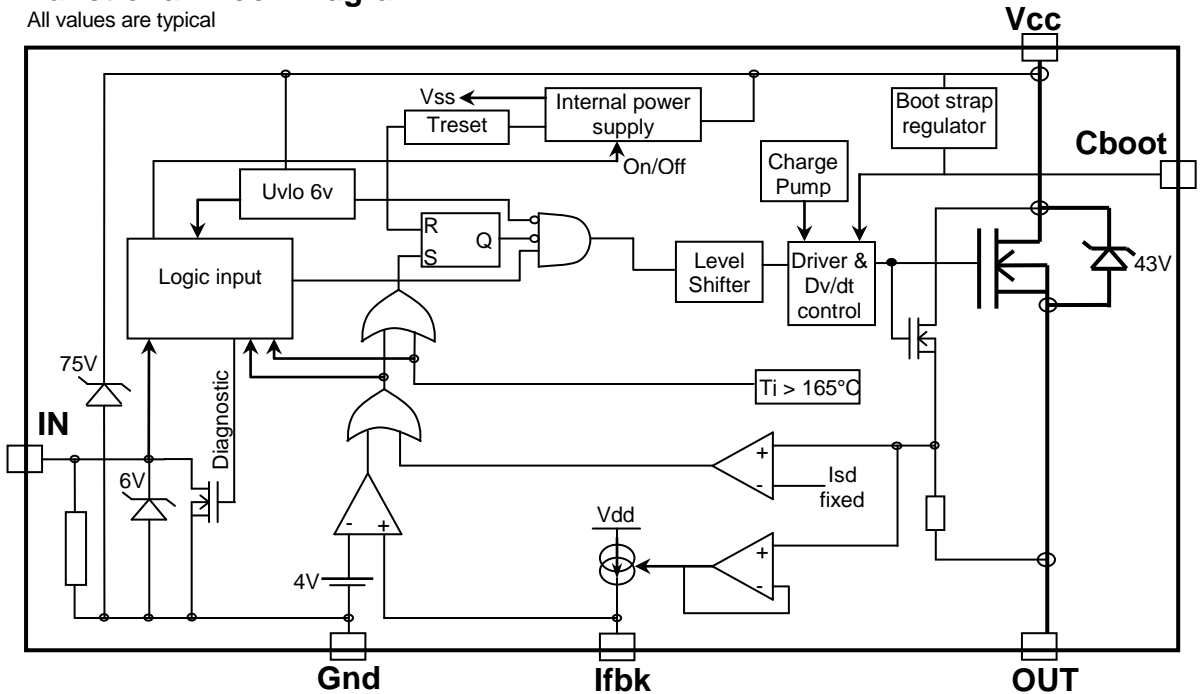 All values are typical
Vcc
Vss
Internal power
supply
Treset
Boot strap
regulator
Cboot
On/Off
Charge
Pump
Uvlo 6v
R
Q
S
Logic input
Level
Shifter
Driver &
Dv/dt
control
43V
75V
Tj > 165°C
IN
Diagnostic
6V
+
-
Isd
fixed
Vdd
-
+
+
-
4V
Gnd
Ifbk
OUT